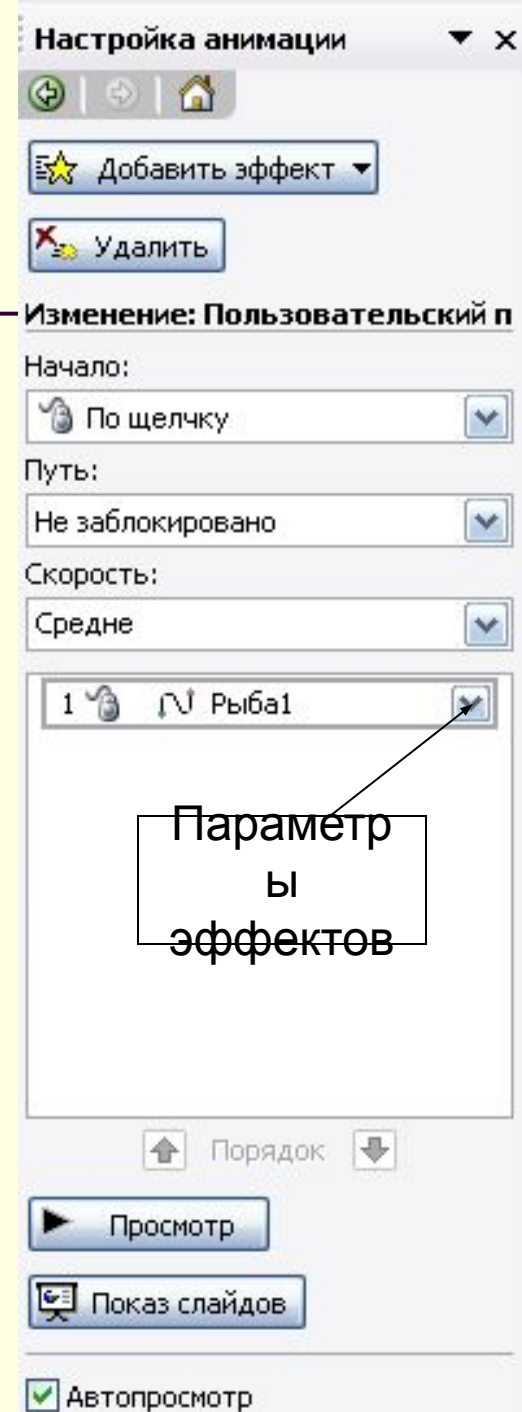 Настройка анимации
Добавить эффект
Удалить
Изменение: Пользовательский п
Начало:
По щелчку
Путь:
Не заблокировано
Скорость:
Средне
1 Рыба1
Параметр
ы
эффектов
Порядок
Просмотр
Показ слайдов
Автопросмотр